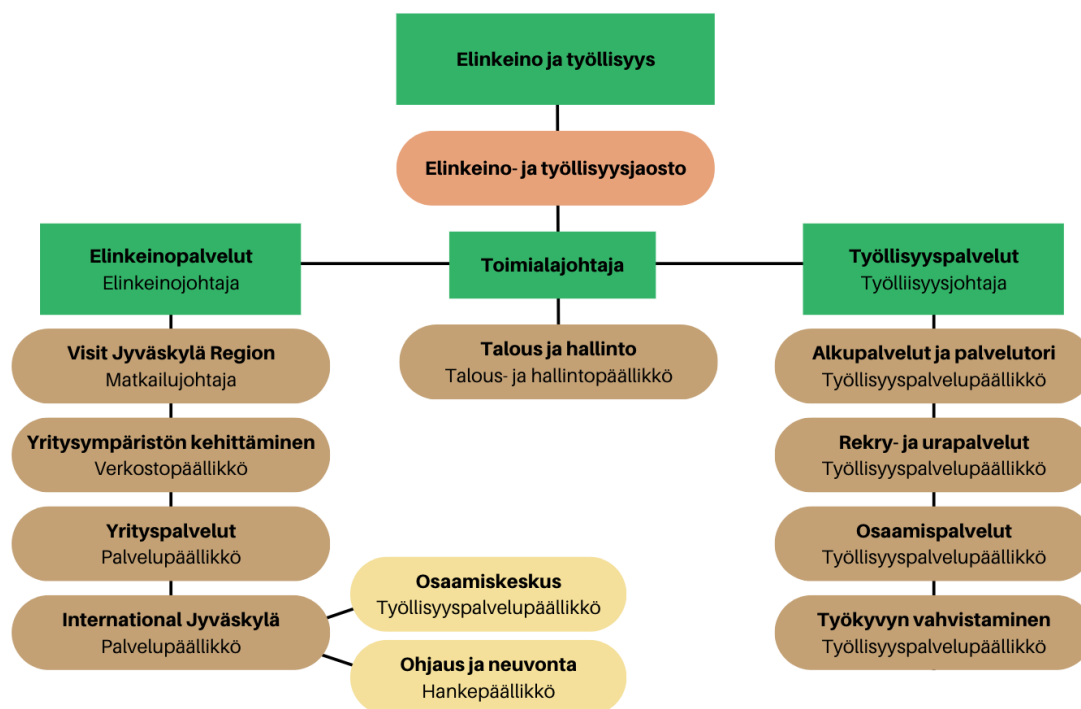 Elinkeino ja työllisyys
Elinkeino- ja työllisyysjaosto
Elinkeinopalvelut
Elinkeinojohtaja
Toimialajohtaja
Työllisyyspalvelut
Työlliisyysjohtaja
Visit Jyväskylä Region
Matkailujohtaja
Talous ja hallinto
Talous- ja hallintopäällikkö
Alkupalvelut ja palvelutori
Työllisyyspalvelupäällikkö
Yritysympäristön kehittäminen
Verkostopäällikkö
Rekry- ja urapalvelut
Työllisyyspalvelupäällikkö
Yrityspalvelut
Palvelupäällikkö
Osaamispalvelut
Työllisyyspalvelupäällikkö
International Jyväskylä
Palvelupäällikkö
Osaamiskeskus
Työllisyyspalvelupäällikkö
Ohjaus ja neuvonta
Hankepäällikkö
Työkyvyn vahvistaminen
Työllisyyspalvelupäällikkö